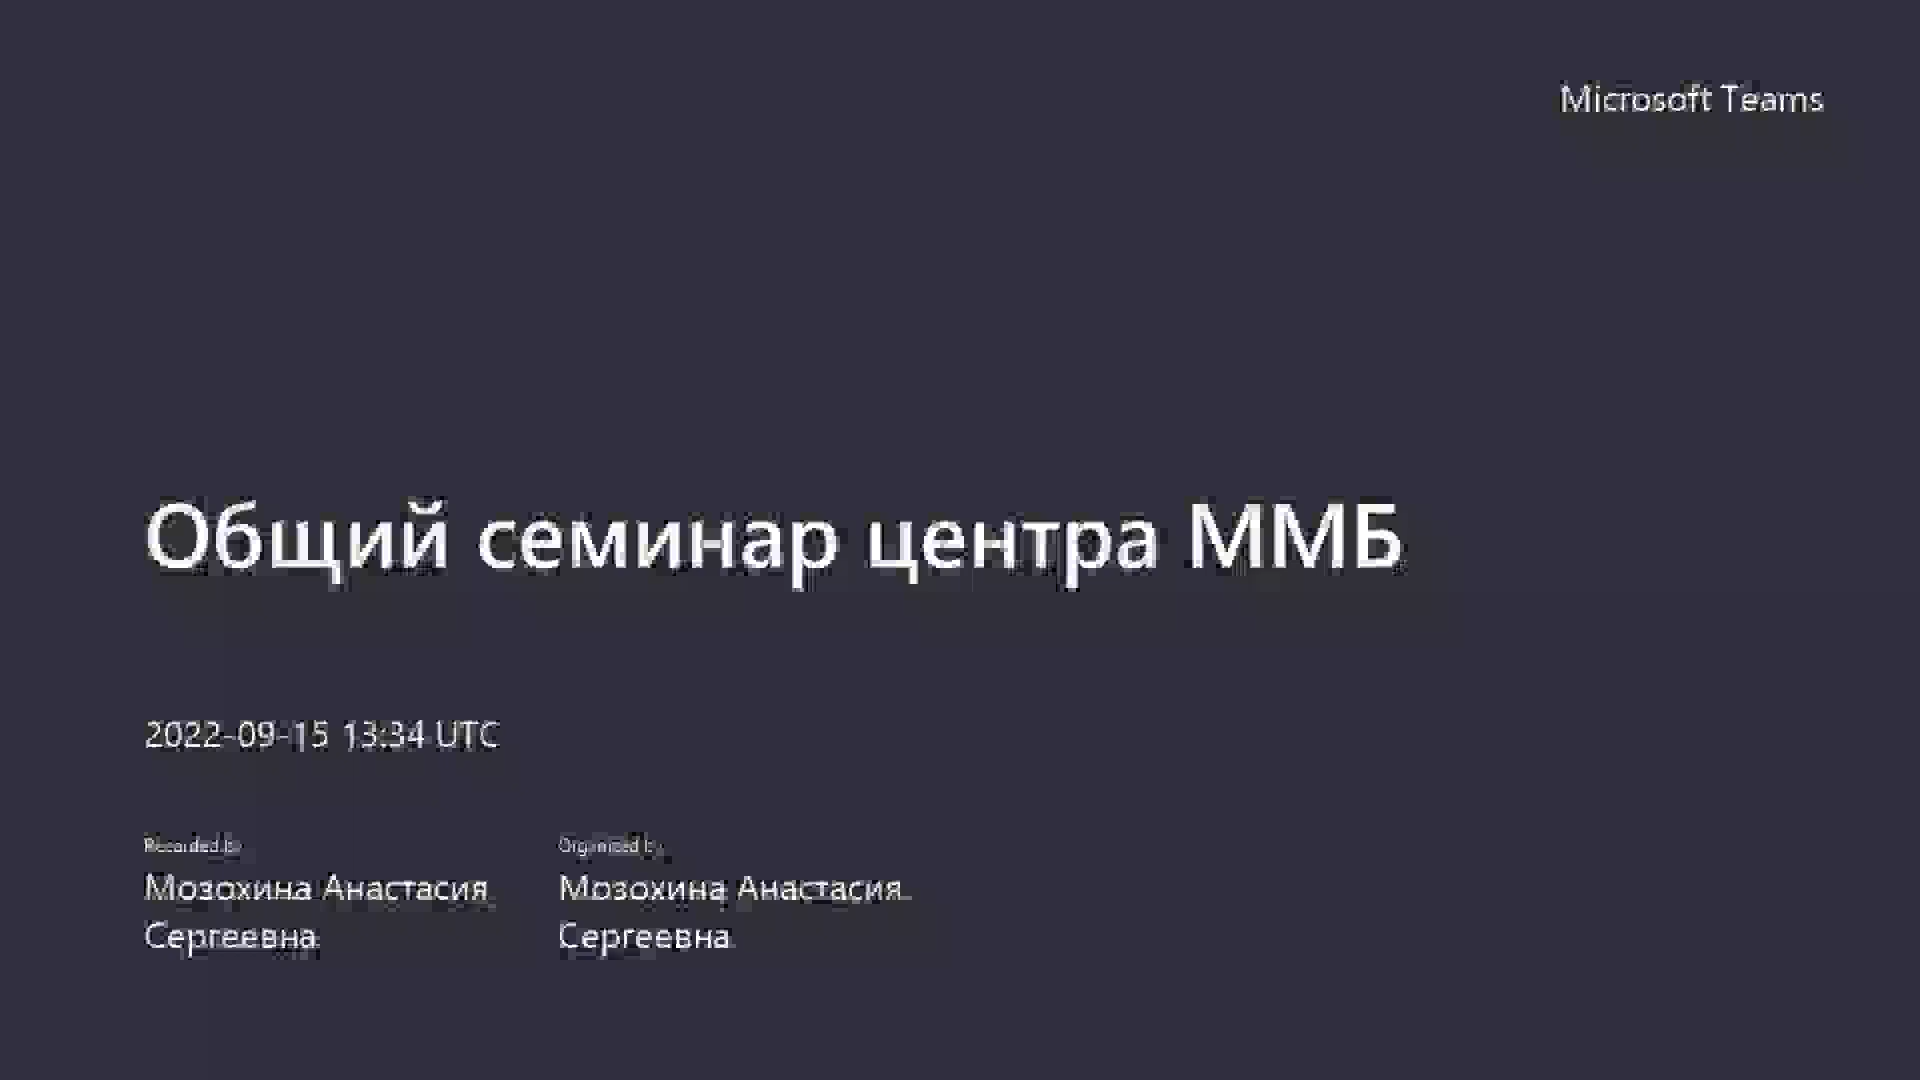 Microsoft Teams
Общий семинар центра ММБ
2022-09-15 13:34 UTC
Recorded by
Organized by
Мозохина Анастасия
Сергеевна
Мозохина Анастасия
Сергеевна